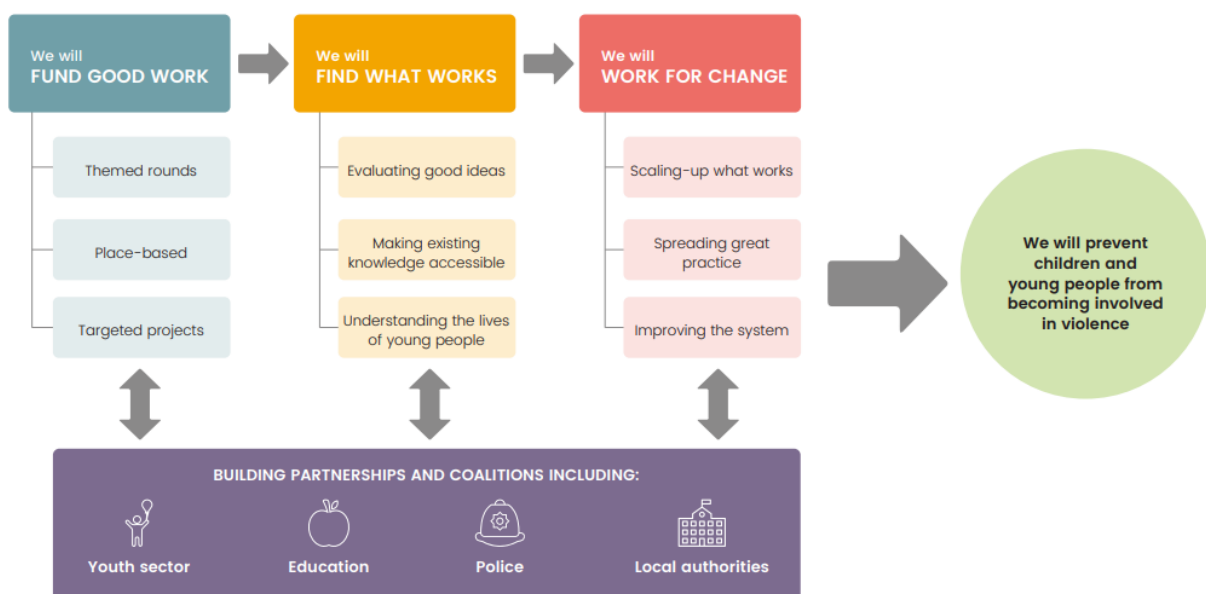 We will
FUND GOOD WORK
Themed rounds
Place-based
Targeted projects
We will
FIND WHAT WORKS
Evaluating good ideas
Making existing
knowledge accessible
Understanding the lives
of young people
We will
WORK FOR CHANGE
Scaling-up what works
Spreading great
practice
Improving the system
We will prevent
children and
young people from
becoming involved
in violence
BUILDING PARTNERSHIPS AND COALITIONS INCLUDING:
Youth sector
Education
Police
Local authorities